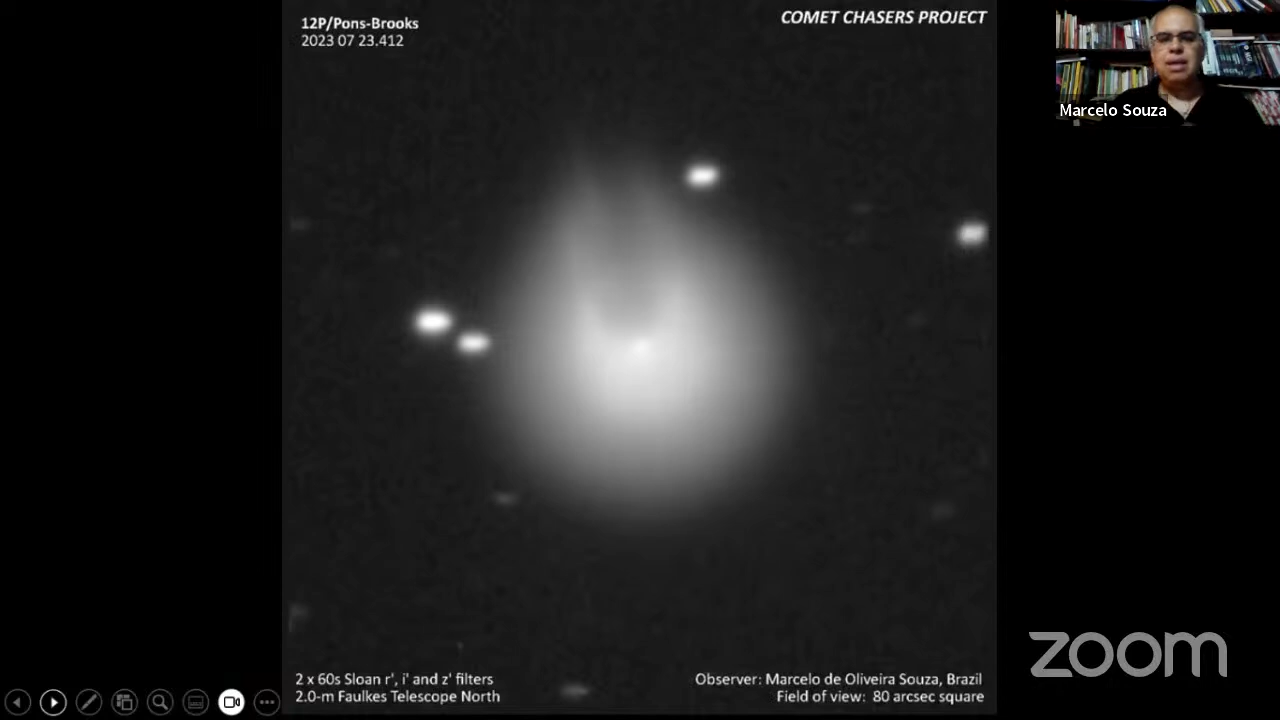 12P/Pons-Brooks
2023 07 23.412
COMET CHASERS PROJECT
Marcelo Souza
2 x 60s Sloan r', i' and z' filters
2.0-m Faulkes Telescope North
Observer: Marcelo de Oliveira Souza, Brazil
Field of view: 80 arcsec square
zoom